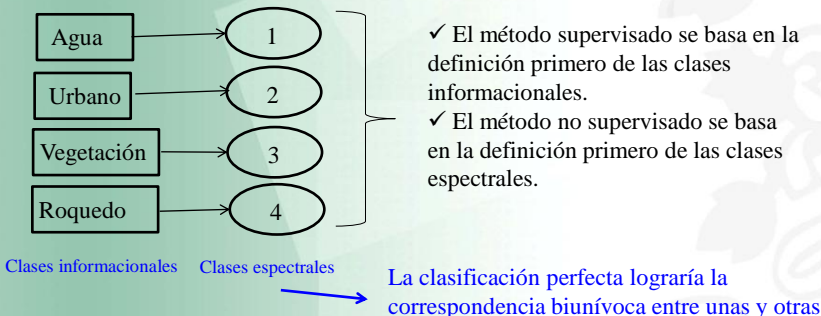 Agua 1
Urbano 2
Vegetación 3
Roquedo 4
Clases informacionales Clases espectrales
✓ El método supervisado se basa en la
definición primero de las clases
informacionales.
✓ El método no supervisado se basa
en la definición primero de las clases
espectrales.
La clasificación perfecta lograría la
correspondencia biunívoca entre unas y otras